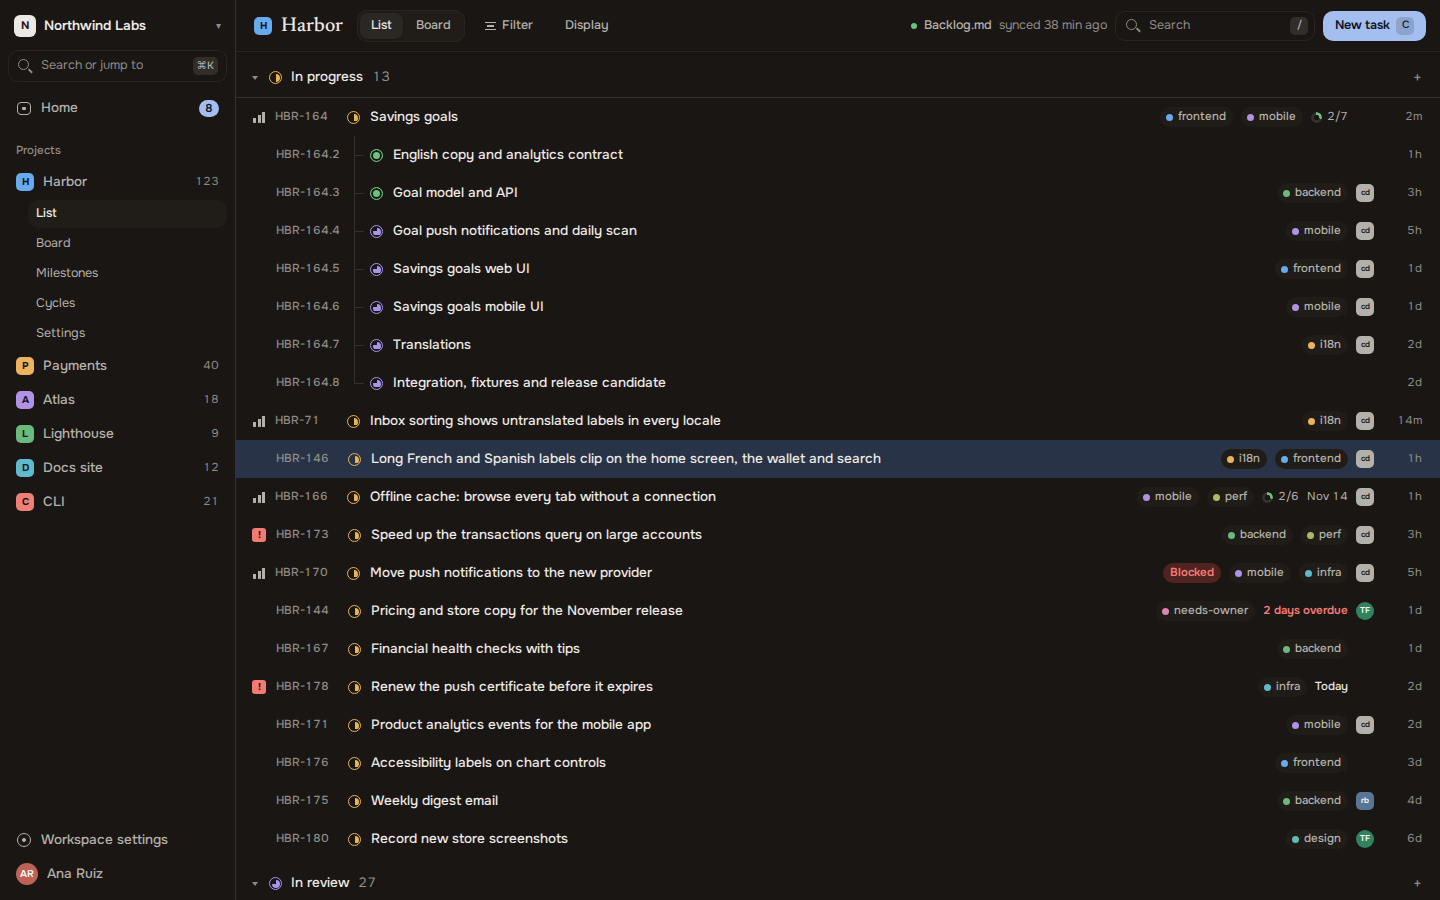 N Northwind Labs
Search or jump to ⌘K
Home 8
Projects
H Harbor 123
List
Board
Milestones
Cycles
Settings
P Payments 40
A Atlas 18
L Lighthouse 9
D Docs site 12
C CLI 21
Workspace settings
AR Ana Ruiz
H Harbor List Board Filter Display Backlog.md synced 38 min ago Search / New task C
In progress 13 +
HBR-164 Savings goals frontend mobile 2/7 2m
HBR-164.2 English copy and analytics contract 1h
HBR-164.3 Goal model and API backend cd 3h
HBR-164.4 Goal push notifications and daily scan mobile cd 5h
HBR-164.5 Savings goals web UI frontend cd 1d
HBR-164.6 Savings goals mobile UI mobile cd 1d
HBR-164.7 Translations i18n cd 2d
HBR-164.8 Integration, fixtures and release candidate 2d
HBR-71 Inbox sorting shows untranslated labels in every locale i18n cd 14m
HBR-146 Long French and Spanish labels clip on the home screen, the wallet and search i18n frontend cd 1h
HBR-166 Offline cache: browse every tab without a connection mobile perf 2/6 Nov 14 cd 1h
! HBR-173 Speed up the transactions query on large accounts backend perf cd 3h
HBR-170 Move push notifications to the new provider Blocked mobile infra cd 5h
HBR-144 Pricing and store copy for the November release needs-owner 2 days overdue TF 1d
HBR-167 Financial health checks with tips backend 1d
! HBR-178 Renew the push certificate before it expires infra Today 2d
HBR-171 Product analytics events for the mobile app mobile cd 2d
HBR-176 Accessibility labels on chart controls frontend 3d
HBR-175 Weekly digest email backend rb 4d
HBR-180 Record new store screenshots design TF 6d
In review 27 +